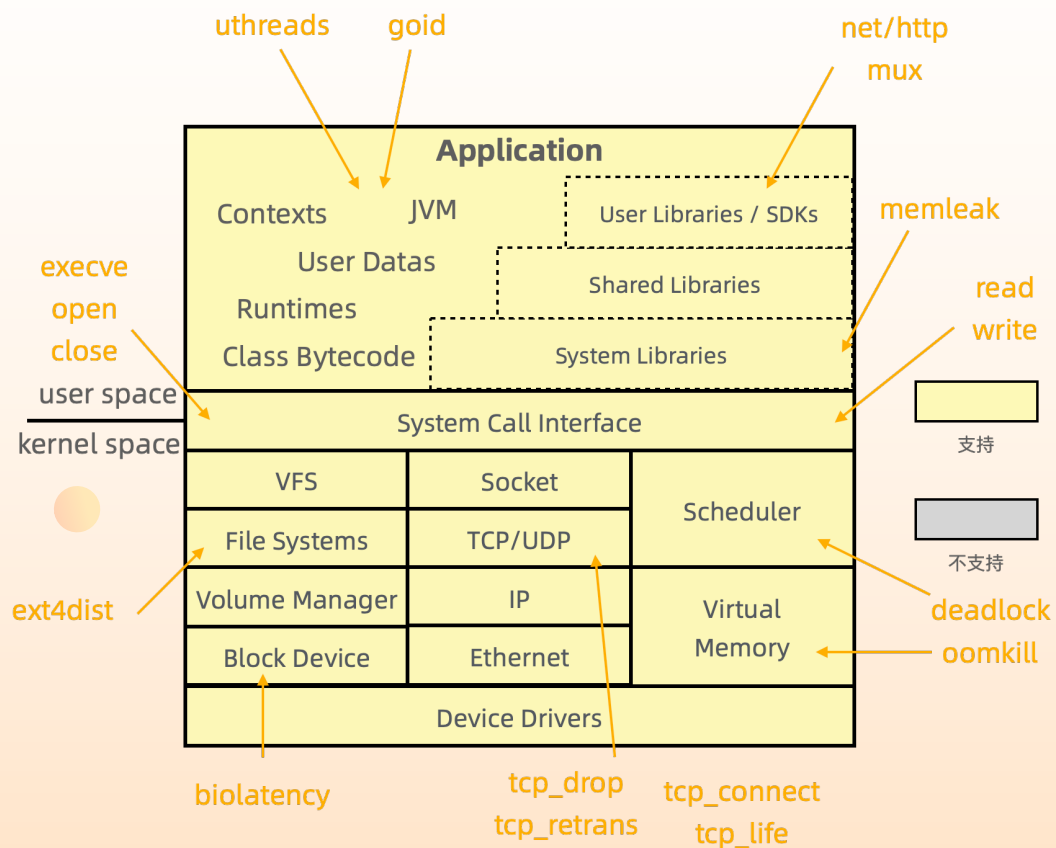 uthreads
goid
net/http
mux
Application
Contexts
JVM
User Libraries / SDKs
memleak
User Datas
Shared Libraries
execve
open
close
Runtimes
read
write
Class Bytecode
System Libraries
user space
kernel space
System Call Interface
支持
VFS
Socket
Scheduler
File Systems
TCP/UDP
不支持
ext4dist
Volume Manager
IP
Virtual
Memory
deadlock
oomkill
Block Device
Ethernet
Device Drivers
biolatency
tcp_drop
tcp_retrans
tcp_connect
tcp_life